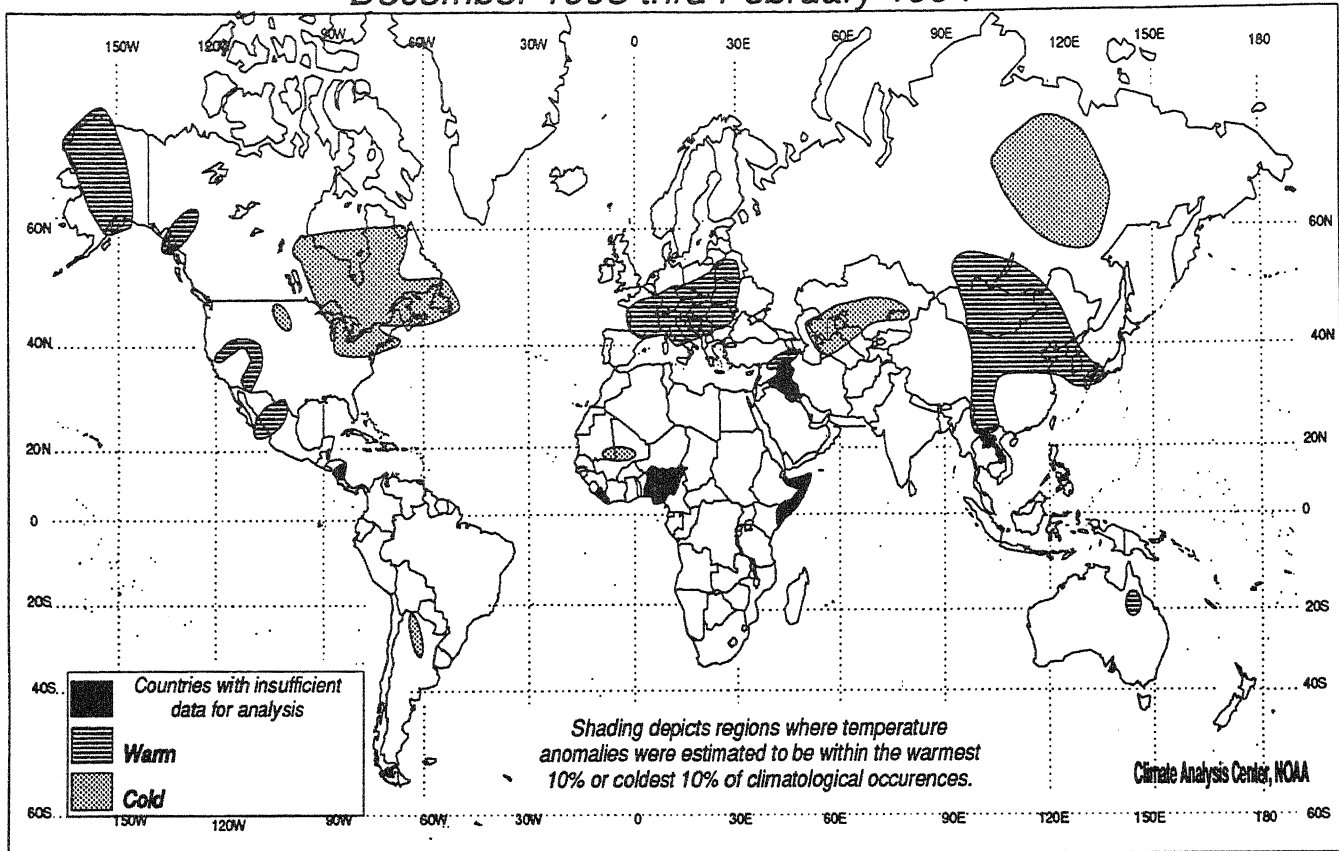 150W 120W 90W 60W 30W 0 30E 60E 90E 120E 150E 180
60N 60N
40N 40N
20N 20N
0 0
20S 20S
40S 40S
Countries with insufficient
data for analysis
Warm
Cold
Shading depicts regions where temperature
anomalies were estimated to be within the warmest
10% or coldest 10% of climatological occurences.
Climate Analysis Center, NOAA
60S 60S
150W 120W 90W 60W 30W 0 30E 60E 90E 120E 150E 180